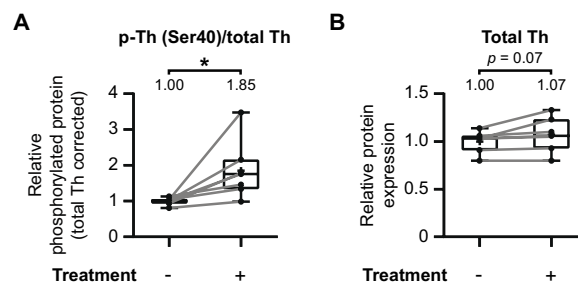 A
p-Th (Ser40)/total Th
*
1.00 1.85
Relative
phosphorylated protein
(total Th corrected)
4
3
2
1
0
Treatment - +
B
Total Th
p = 0.07
1.00 1.07
Relative protein
expression
1.5
1.0
0.5
0.0
Treatment - +